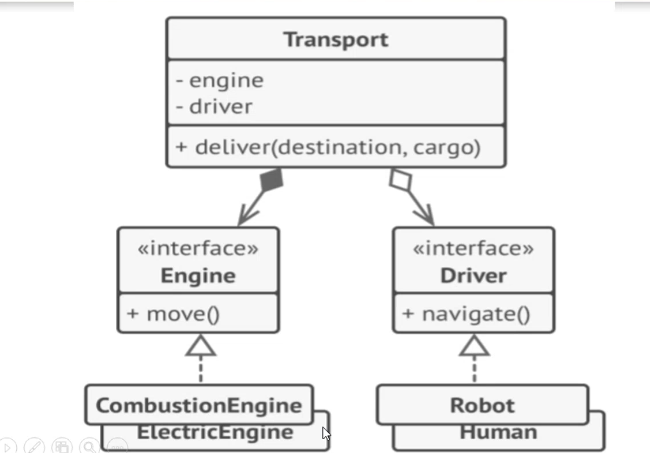 Transport
- engine
- driver
+ deliver(destination, cargo)
«interface»
Engine
+ move()
«interface»
Driver
+ navigate()
CombustionEngine
ElectricEngine
Robot
Human